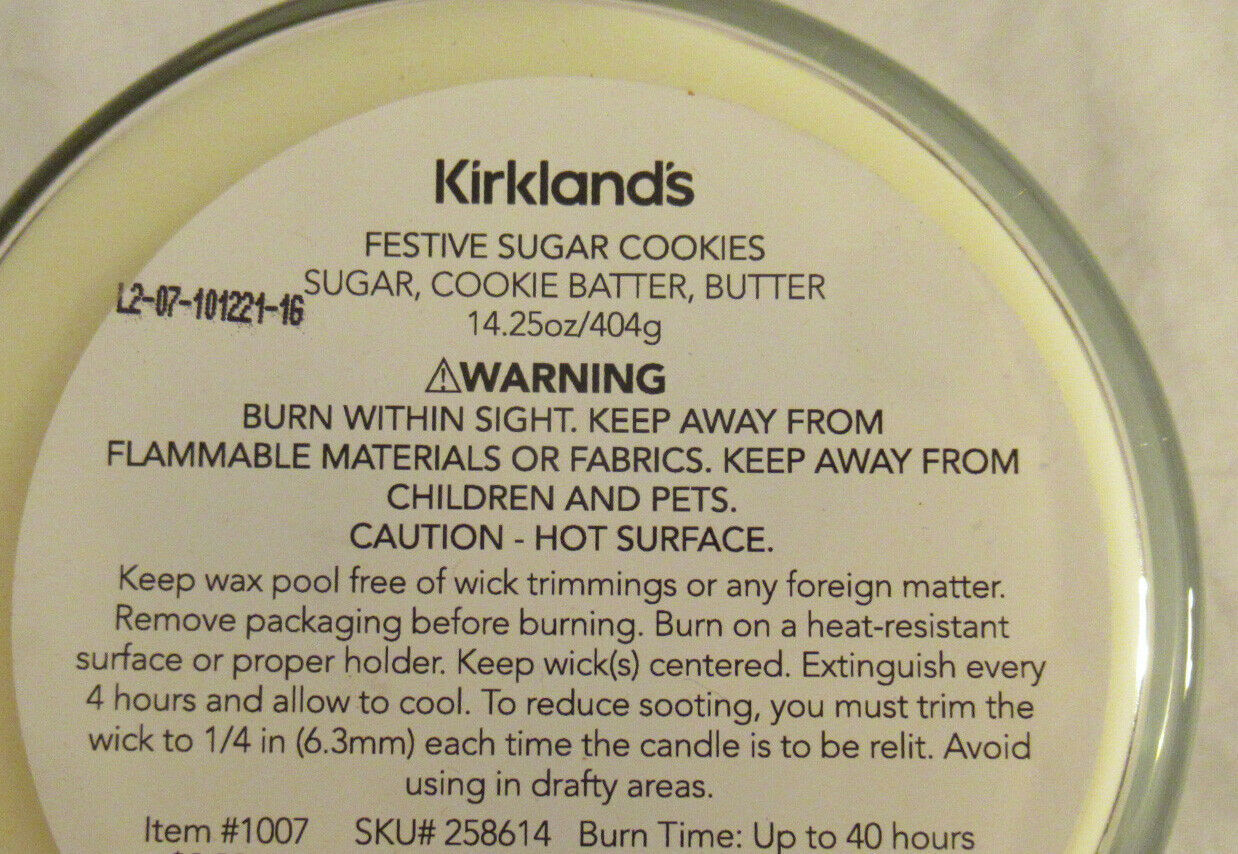 Kirkland's
FESTIVE SUGAR COOKIES
SUGAR, COOKIE BATTER, BUTTER
L2-07-101221-16
14.25oz/404g
⚠WARNING
BURN WITHIN SIGHT. KEEP AWAY FROM
FLAMMABLE MATERIALS OR FABRICS. KEEP AWAY FROM
CHILDREN AND PETS.
CAUTION - HOT SURFACE.
Keep wax pool free of wick trimmings or any foreign matter.
Remove packaging before burning. Burn on a heat-resistant
surface or proper holder. Keep wick(s) centered. Extinguish every
4 hours and allow to cool. To reduce sooting, you must trim the
wick to 1/4 in (6.3mm) each time the candle is to be relit. Avoid
using in drafty areas.
Item #1007 SKU# 258614 Burn Time: Up to 40 hours